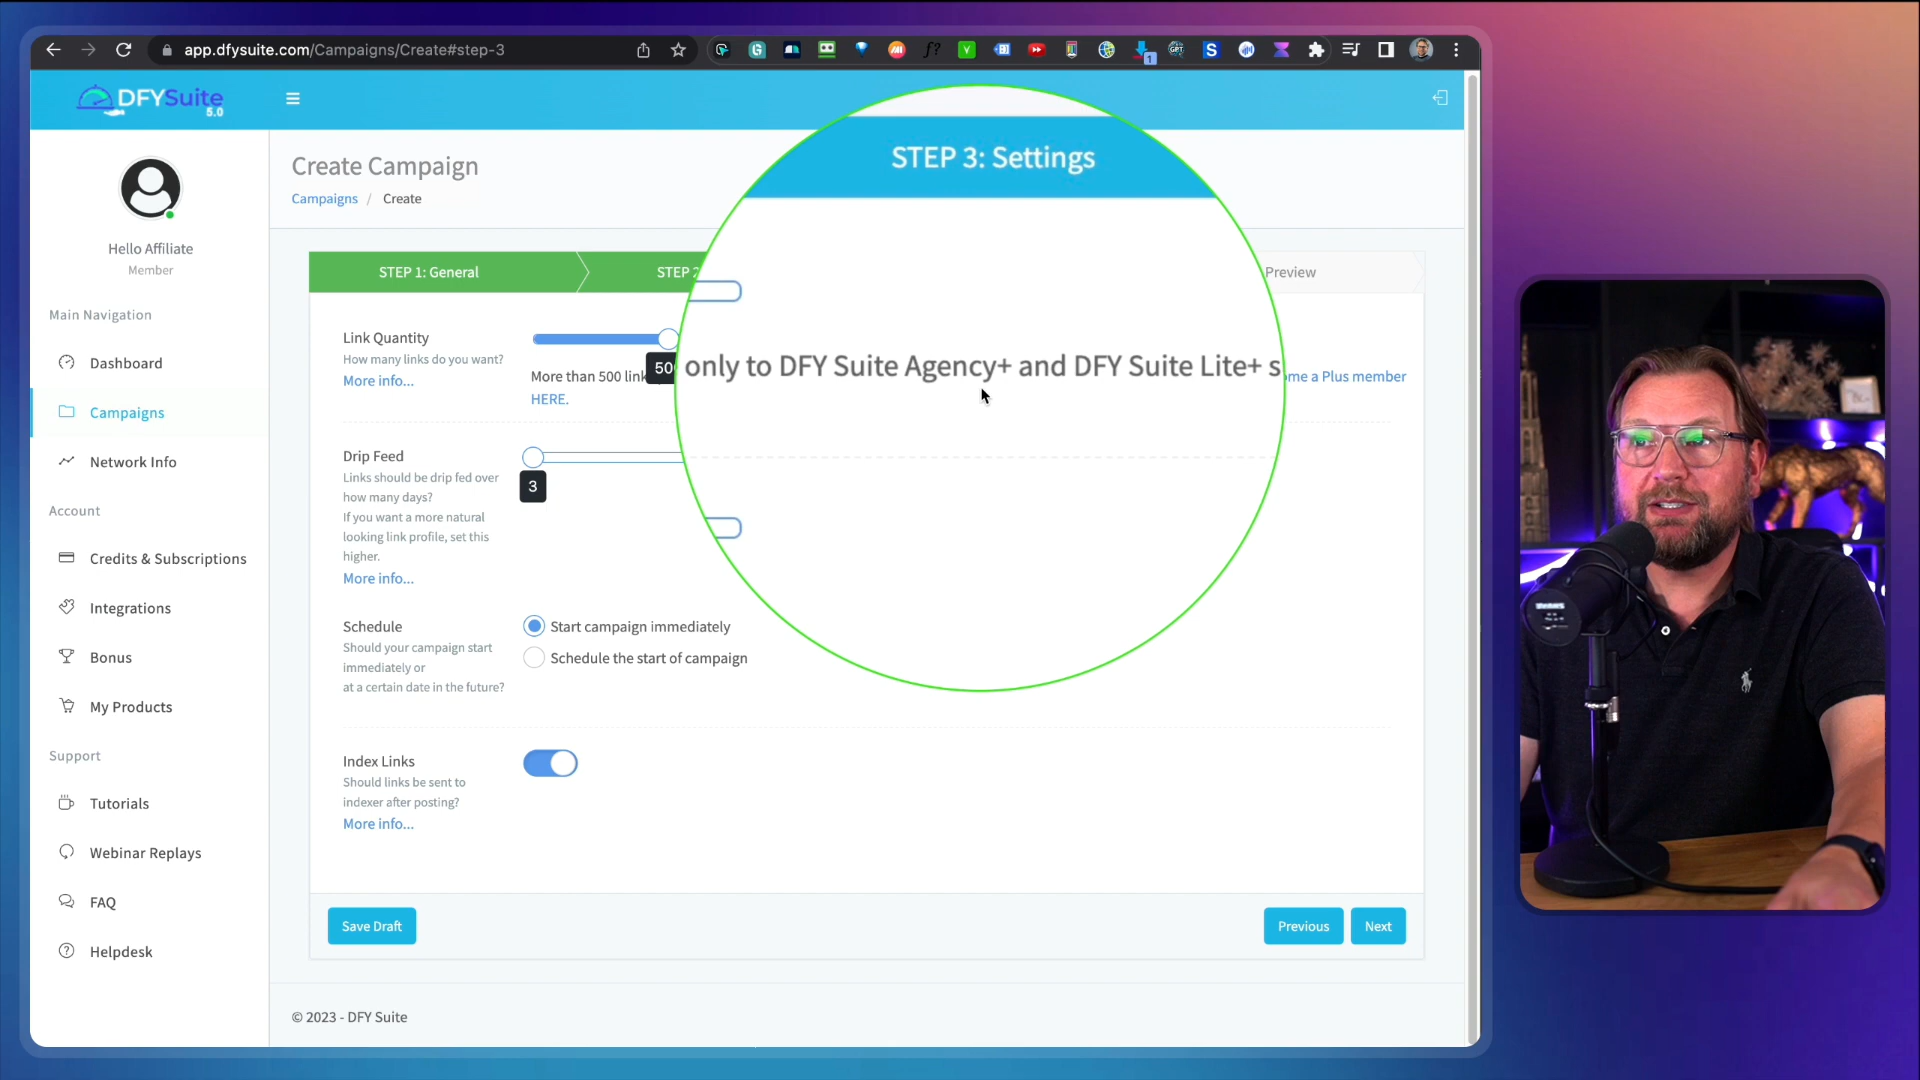 app.dfysuite.com/Campaigns/Create#step-3
DFYSuite
5.0
Hello Affiliate
Member
Main Navigation
Dashboard
Campaigns
Network Info
Account
Credits & Subscriptions
Integrations
Bonus
My Products
Support
Tutorials
Webinar Replays
FAQ
Helpdesk
Create Campaign
Campaigns / Create
STEP 1: General
STEP 2
STEP 3: Settings
Preview
Link Quantity
How many links do you want?
More info...
50
More than 500 link
only to DFY Suite Agency+ and DFY Suite Lite+ s
me a Plus member
HERE.
Drip Feed
Links should be drip fed over
how many days?
If you want a more natural
looking link profile, set this
higher.
More info...
3
Schedule
Should your campaign start
immediately or
at a certain date in the future?
Start campaign immediately
Schedule the start of campaign
Index Links
Should links be sent to
indexer after posting?
More info...
Save Draft
Previous
Next
© 2023 - DFY Suite